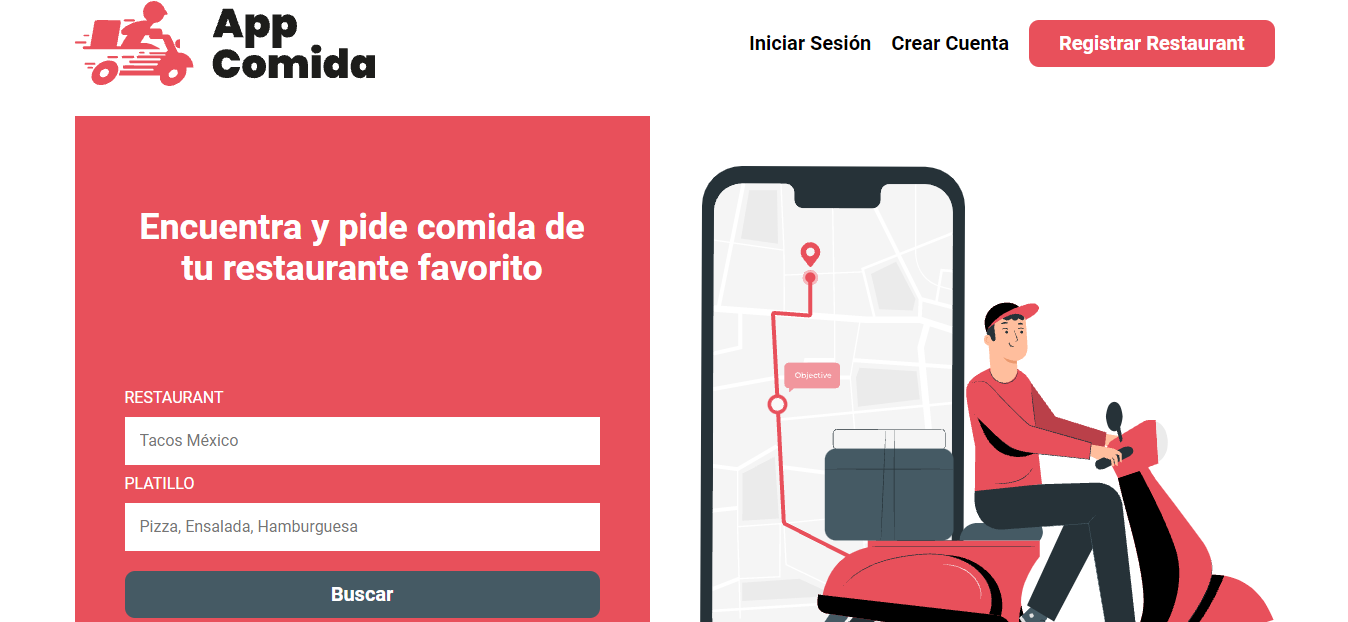 App
Comida
Iniciar Sesión
Crear Cuenta
Registrar Restaurant
Encuentra y pide comida de
tu restaurante favorito
RESTAURANT
Tacos México
PLATILLO
Pizza, Ensalada, Hamburguesa
Buscar
Objective